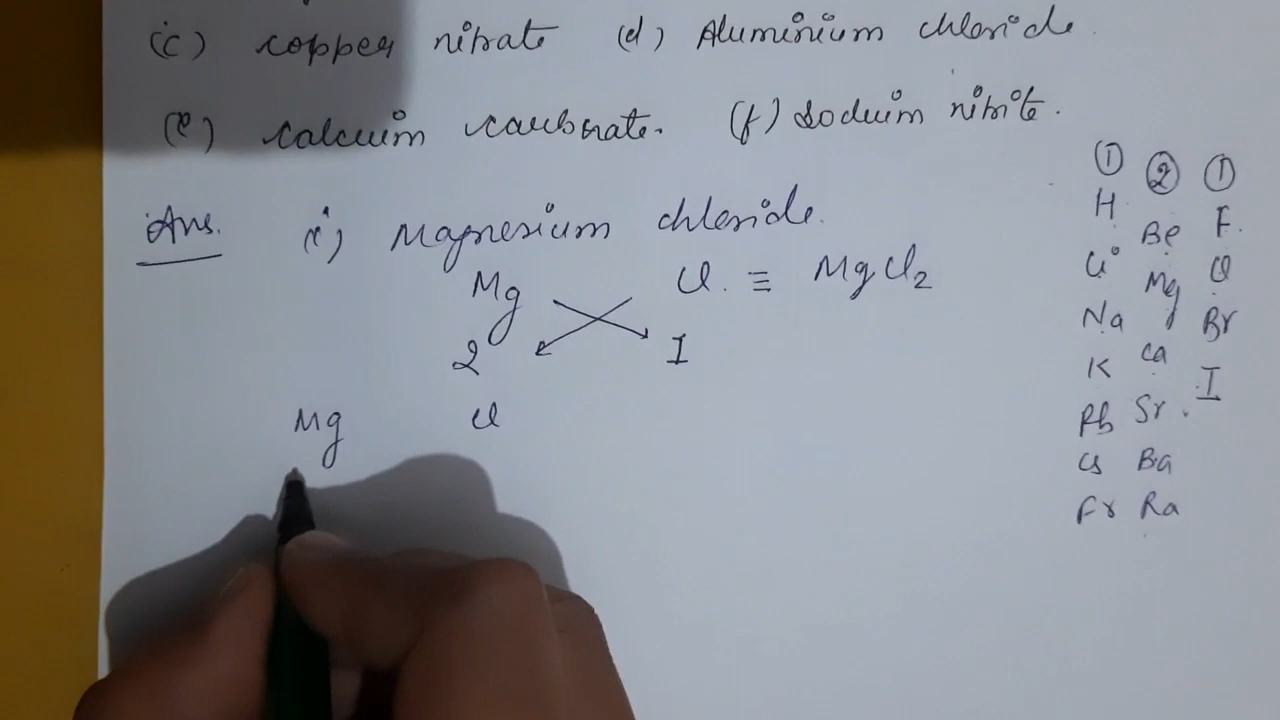 (c) copper nitrate (d) Aluminium chloride.
(e) calcium carbonate. (f) Sodium nitrite.
Ans. (i) Magnesium chloride.
Mg Cl ≡ MgCl2
2 I
Mg Cl
① ② ①
H Be F.
Li Mg Cl
Na Ca Br
K Sr. I
Rb Ba
Cs Ra
Fr